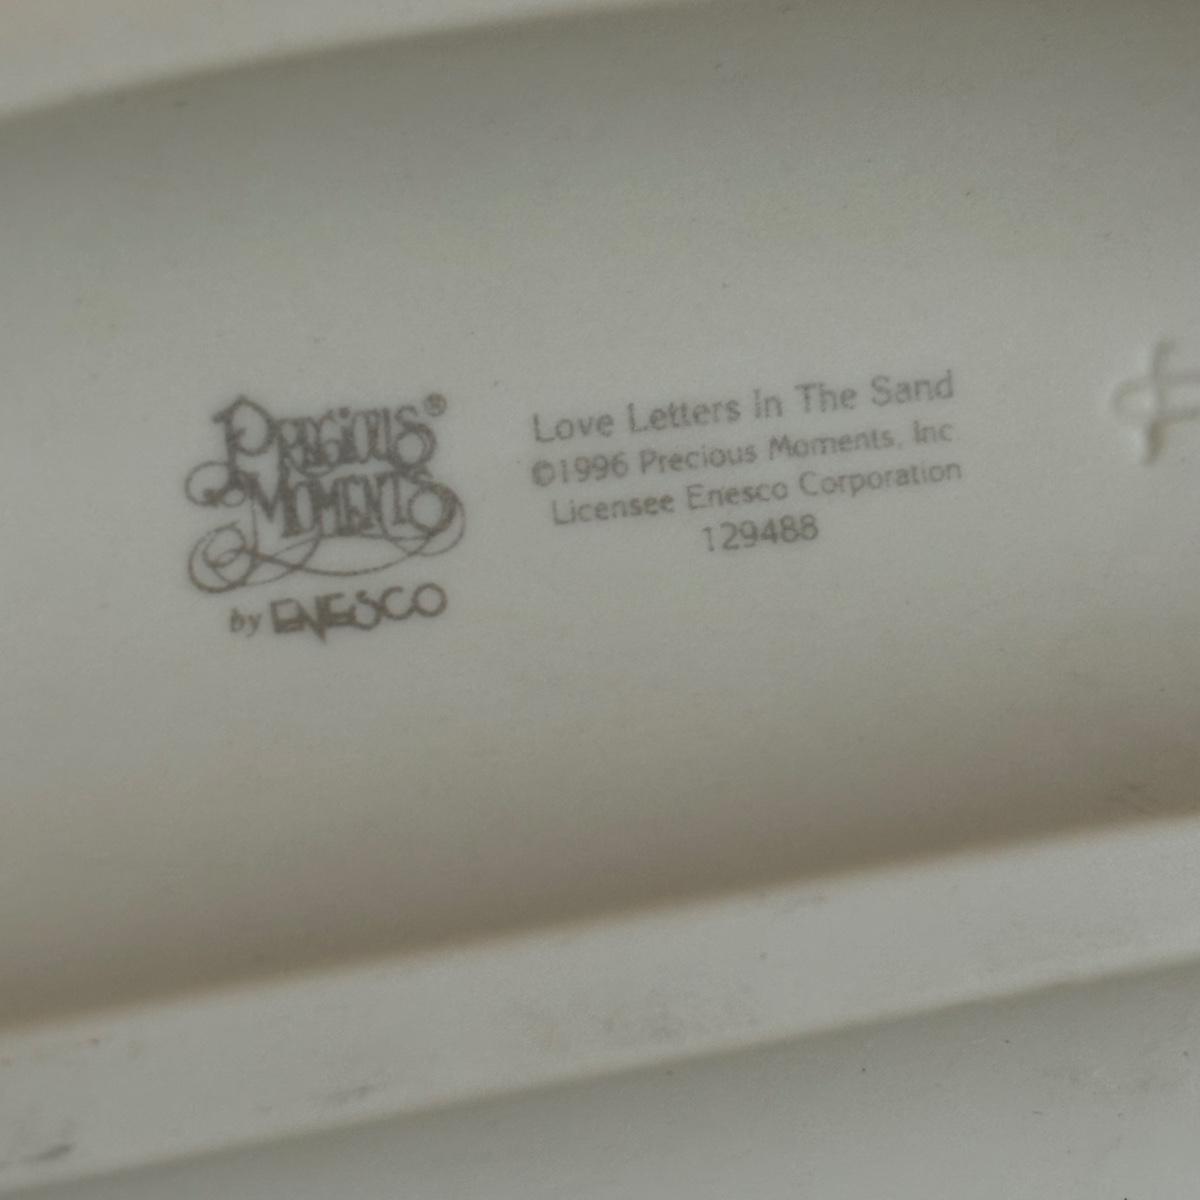 PRECIOUS®
MOMENTS
by ENESCO
Love Letters In The Sand
©1996 Precious Moments, Inc
Licensee Enesco Corporation
129488